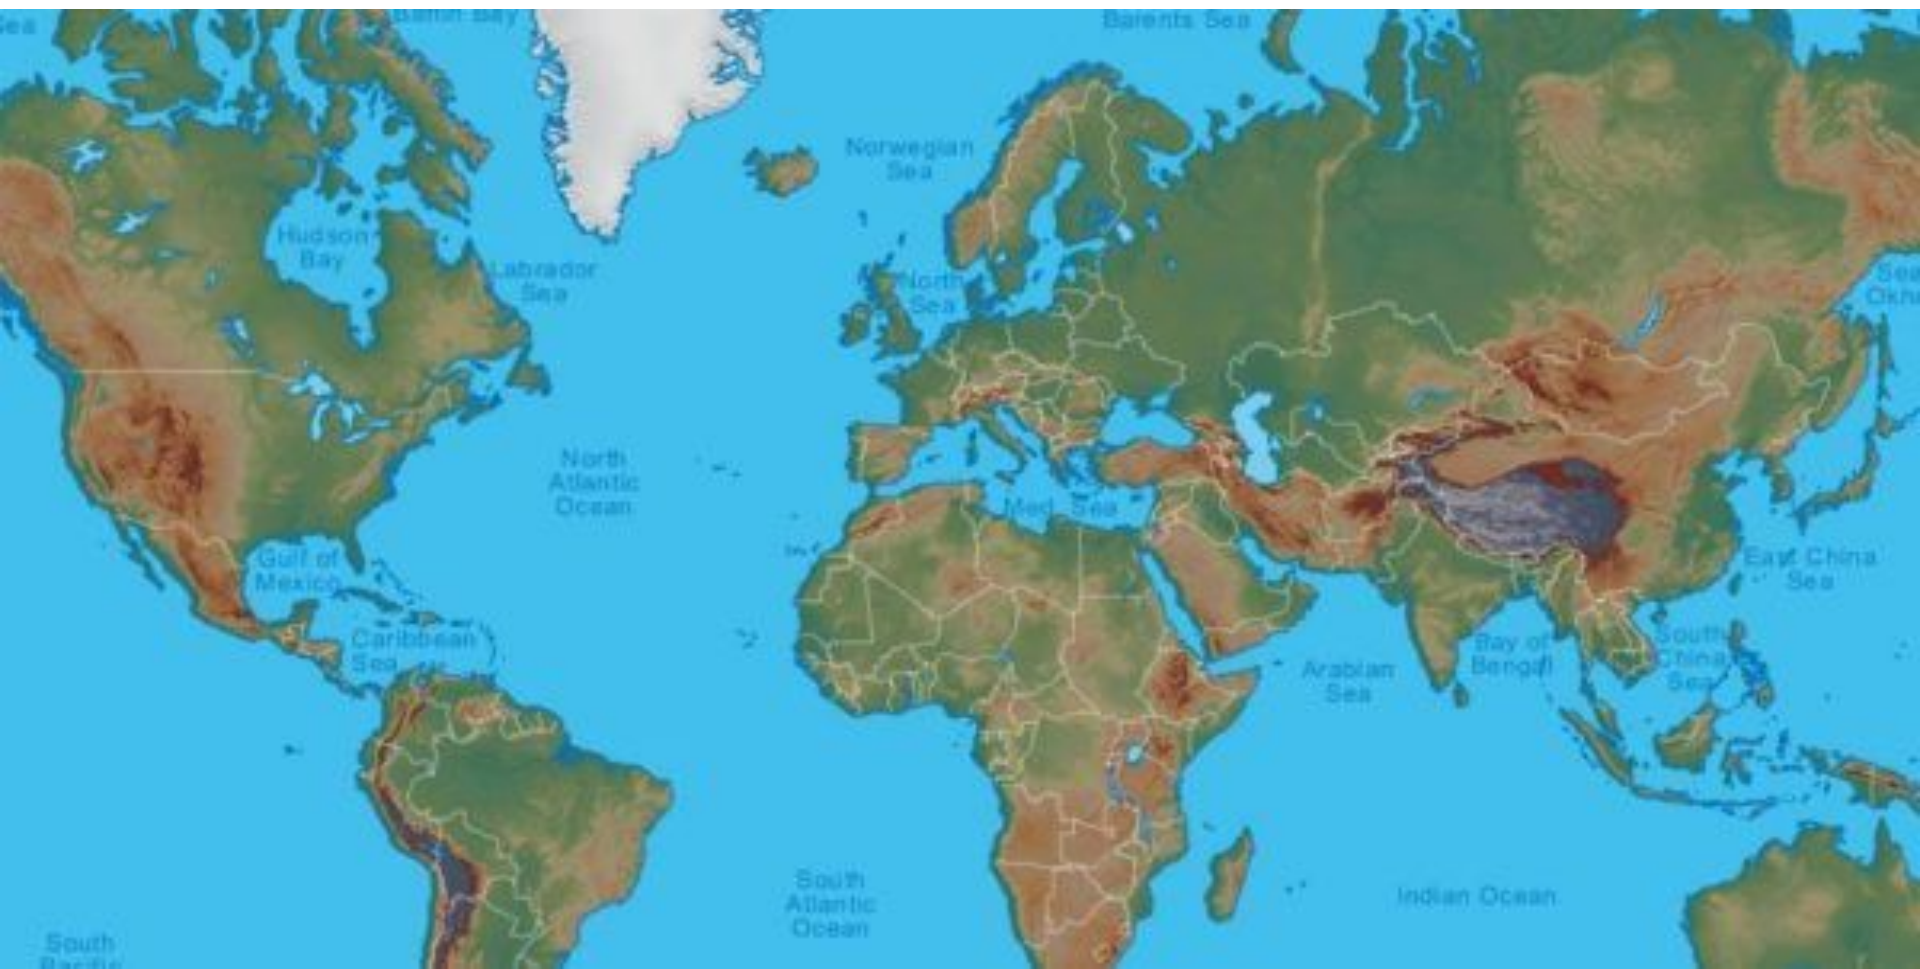 Sea
Baffin Bay
Barents Sea
Norwegian
Sea
Hudson
Bay
Labrador
Sea
North
Sea
Sea
Okh
North
Atlantic
Ocean
Med. Sea
Gulf of
Mexico
East China
Sea
Caribbean
Sea
Arabian
Sea
Bay of
Bengal
South
China
Sea
South
Atlantic
Ocean
Indian Ocean
South
Pacific